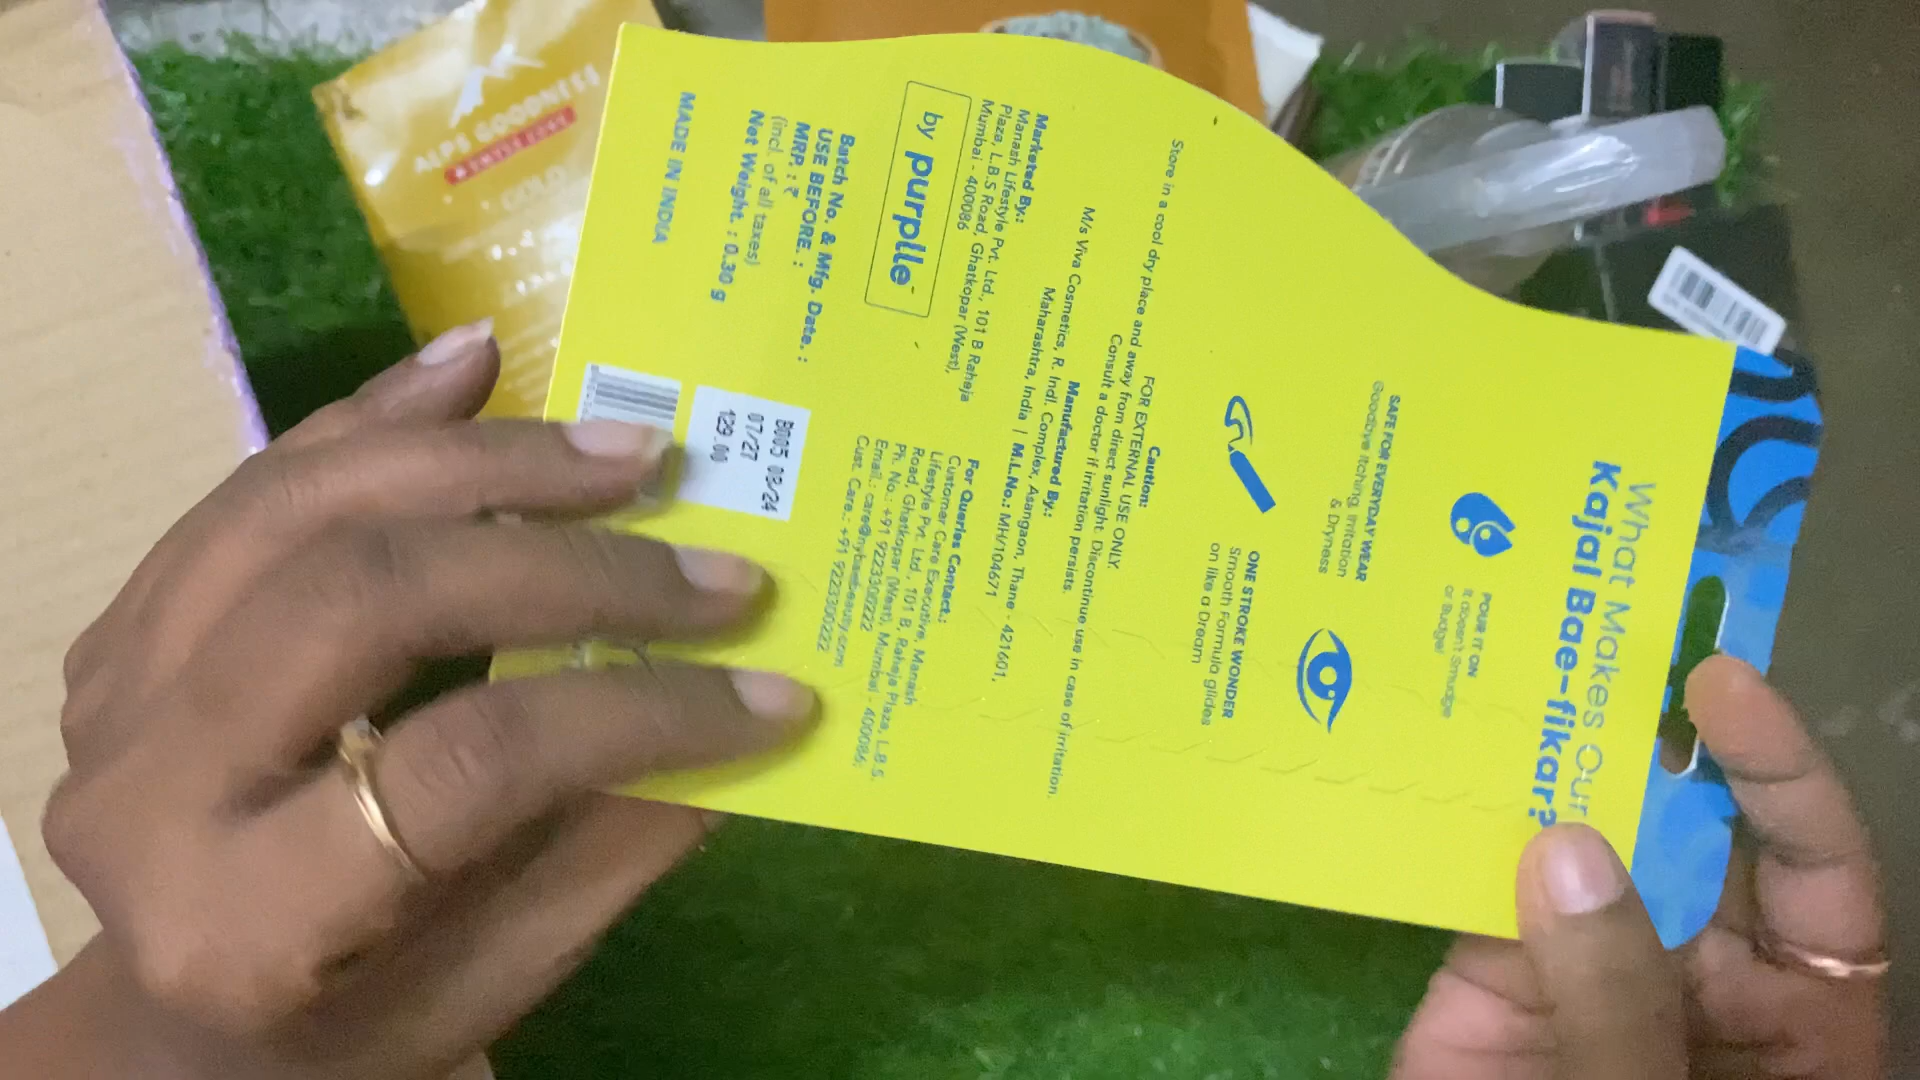 What Makes Our
Kajal Bae-fikar?
POUR IT ON
It doesn't Smudge
or Budge!
SAFE FOR EVERYDAY WEAR
Goodbye Itching, Irritation
& Dryness
ONE STROKE WONDER
Smooth Formula glides
on like a Dream
Caution:
FOR EXTERNAL USE ONLY.
Store in a cool dry place and away from direct sunlight. Discontinue use in case of irritation.
Consult a doctor if irritation persists.
Manufactured By.:
M/s Viva Cosmetics, R. Indl. Complex, Asangaon, Thane - 421601,
Maharashtra, India | M.L.No.: MH/104671
Marketed By.:
Manash Lifestyle Pvt. Ltd., 101 B Raheja
Plaza, L.B.S Road, Ghatkopar (West),
Mumbai - 400086
by purplle
For Queries Contact.:
Customer Care Executive, Manash
Lifestyle Pvt. Ltd., 101 B, Raheja Plaza, L.B.S.
Road, Ghatkopar (West), Mumbai - 400086;
Ph. No.: +91 9223300222
Email.: care@nybaebeauty.com
Cust. Care.: +91 9223300222
Batch No. & Mfg. Date. :
USE BEFORE. :
MRP. : ₹
(incl. of all taxes)
Net Weight. : 0.30 g
B005 08/24
07/27
129.00
MADE IN INDIA
ALPS GOODNESS
GOLD